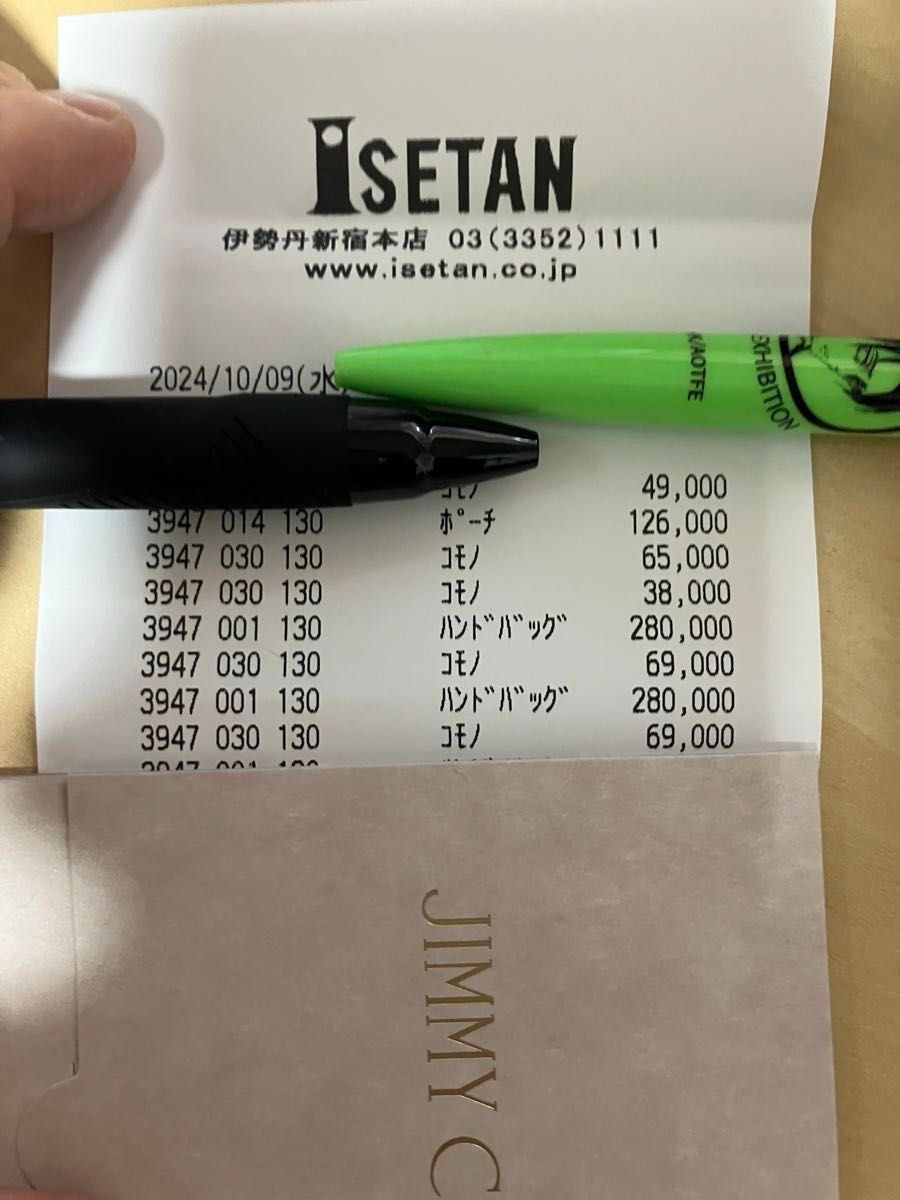 ISETAN
伊勢丹新宿本店 03(3352)1111
www.isetan.co.jp
2024/10/09(水)
EXHIBITION
ｺﾓﾉ 49,000
3947 014 130 ﾎﾟｰﾁ 126,000
3947 030 130 ｺﾓﾉ 65,000
3947 030 130 ｺﾓﾉ 38,000
3947 001 130 ﾊﾝﾄﾞﾊﾞｯｸﾞ 280,000
3947 030 130 ｺﾓﾉ 69,000
3947 001 130 ﾊﾝﾄﾞﾊﾞｯｸﾞ 280,000
3947 030 130 ｺﾓﾉ 69,000
JIMMY C